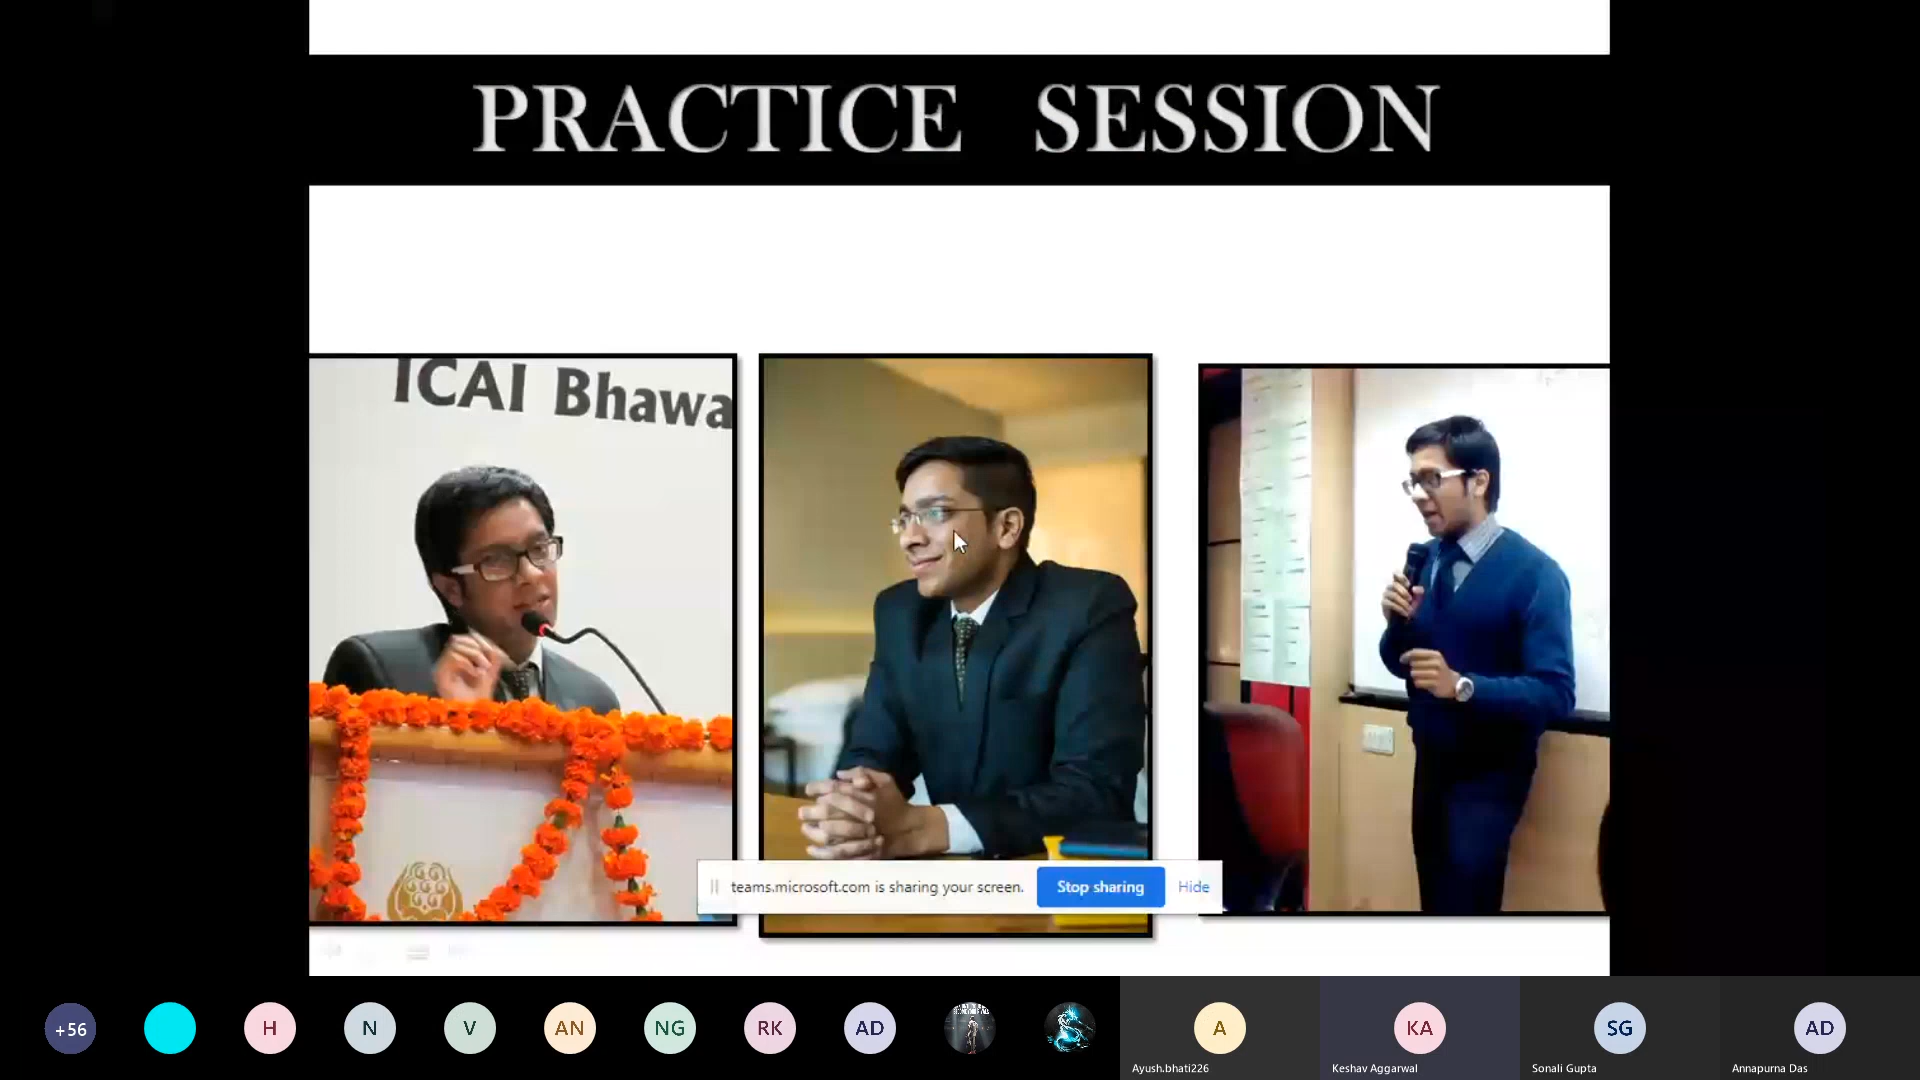 PRACTICE SESSION
ICAI Bhawa
teams.microsoft.com is sharing your screen. Stop sharing Hide
+56 H N V AN NG RK AD A KA SG AD
Ayush.bhati226 Keshav Aggarwal Sonali Gupta Annapurna Das